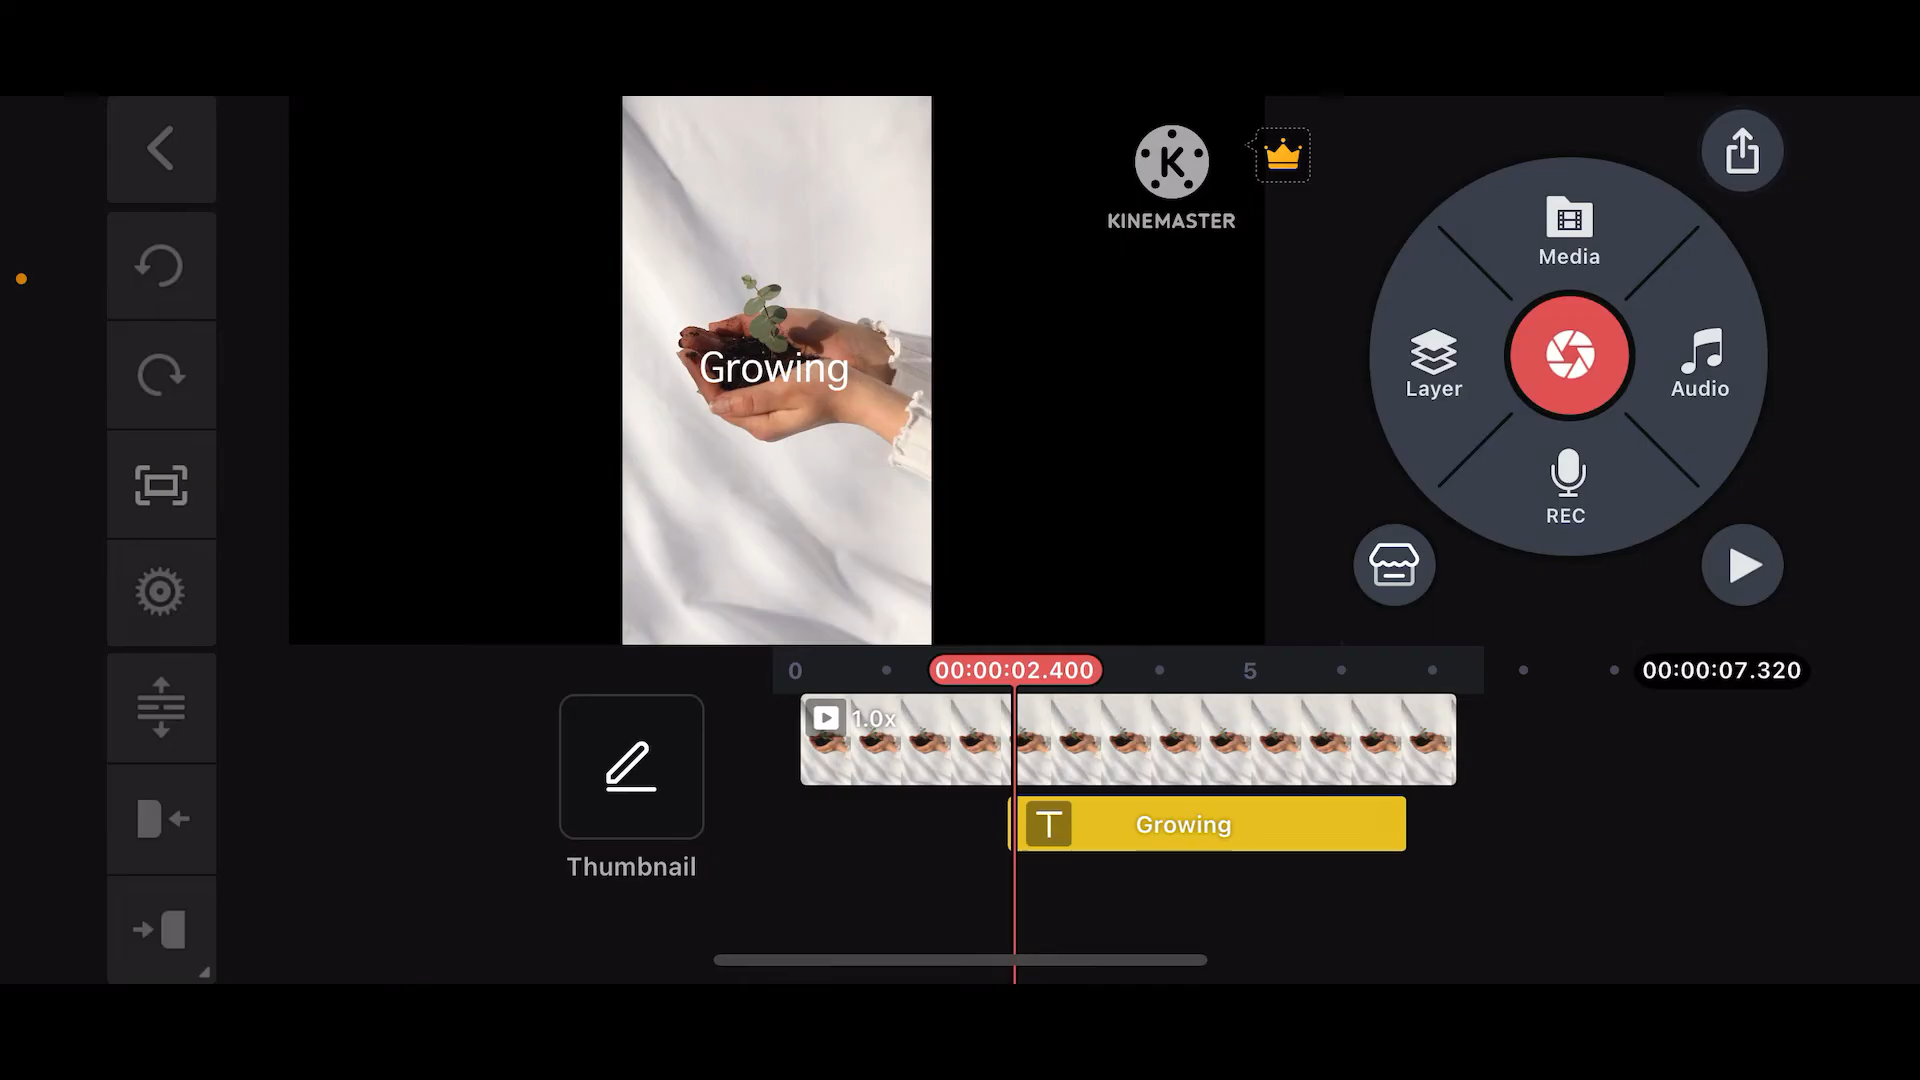 K
KINEMASTER
Media
Layer
Audio
REC
Growing
0
00:00:02.400
5
00:00:07.320
1.0x
T
Growing
Thumbnail